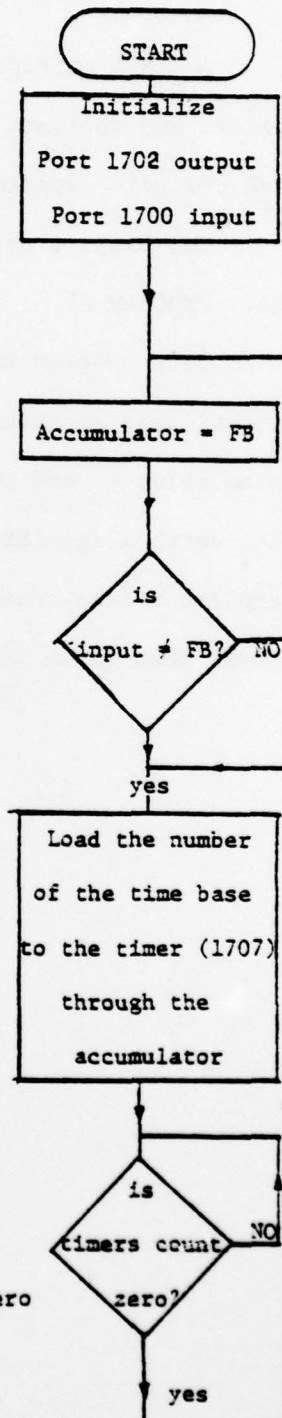 START
Initialize
Port 1702 output
Port 1700 input
Accumulator = FB
is
input ≠ FB?
NO
yes
Load the number
of the time base
to the timer (1707)
through the
accumulator
is
timers count
NO
ero
zero?
yes